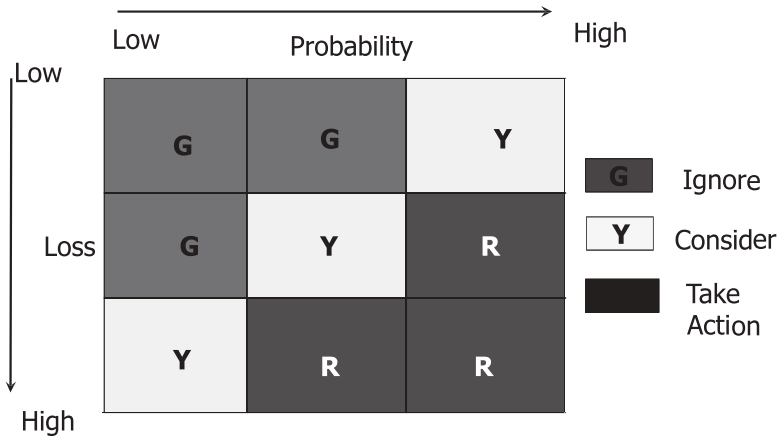 Low
Probability
High
Low
G
G
Y
G
Ignore
Loss
G
Y
R
Y
Consider
Take
Action
Y
R
R
High